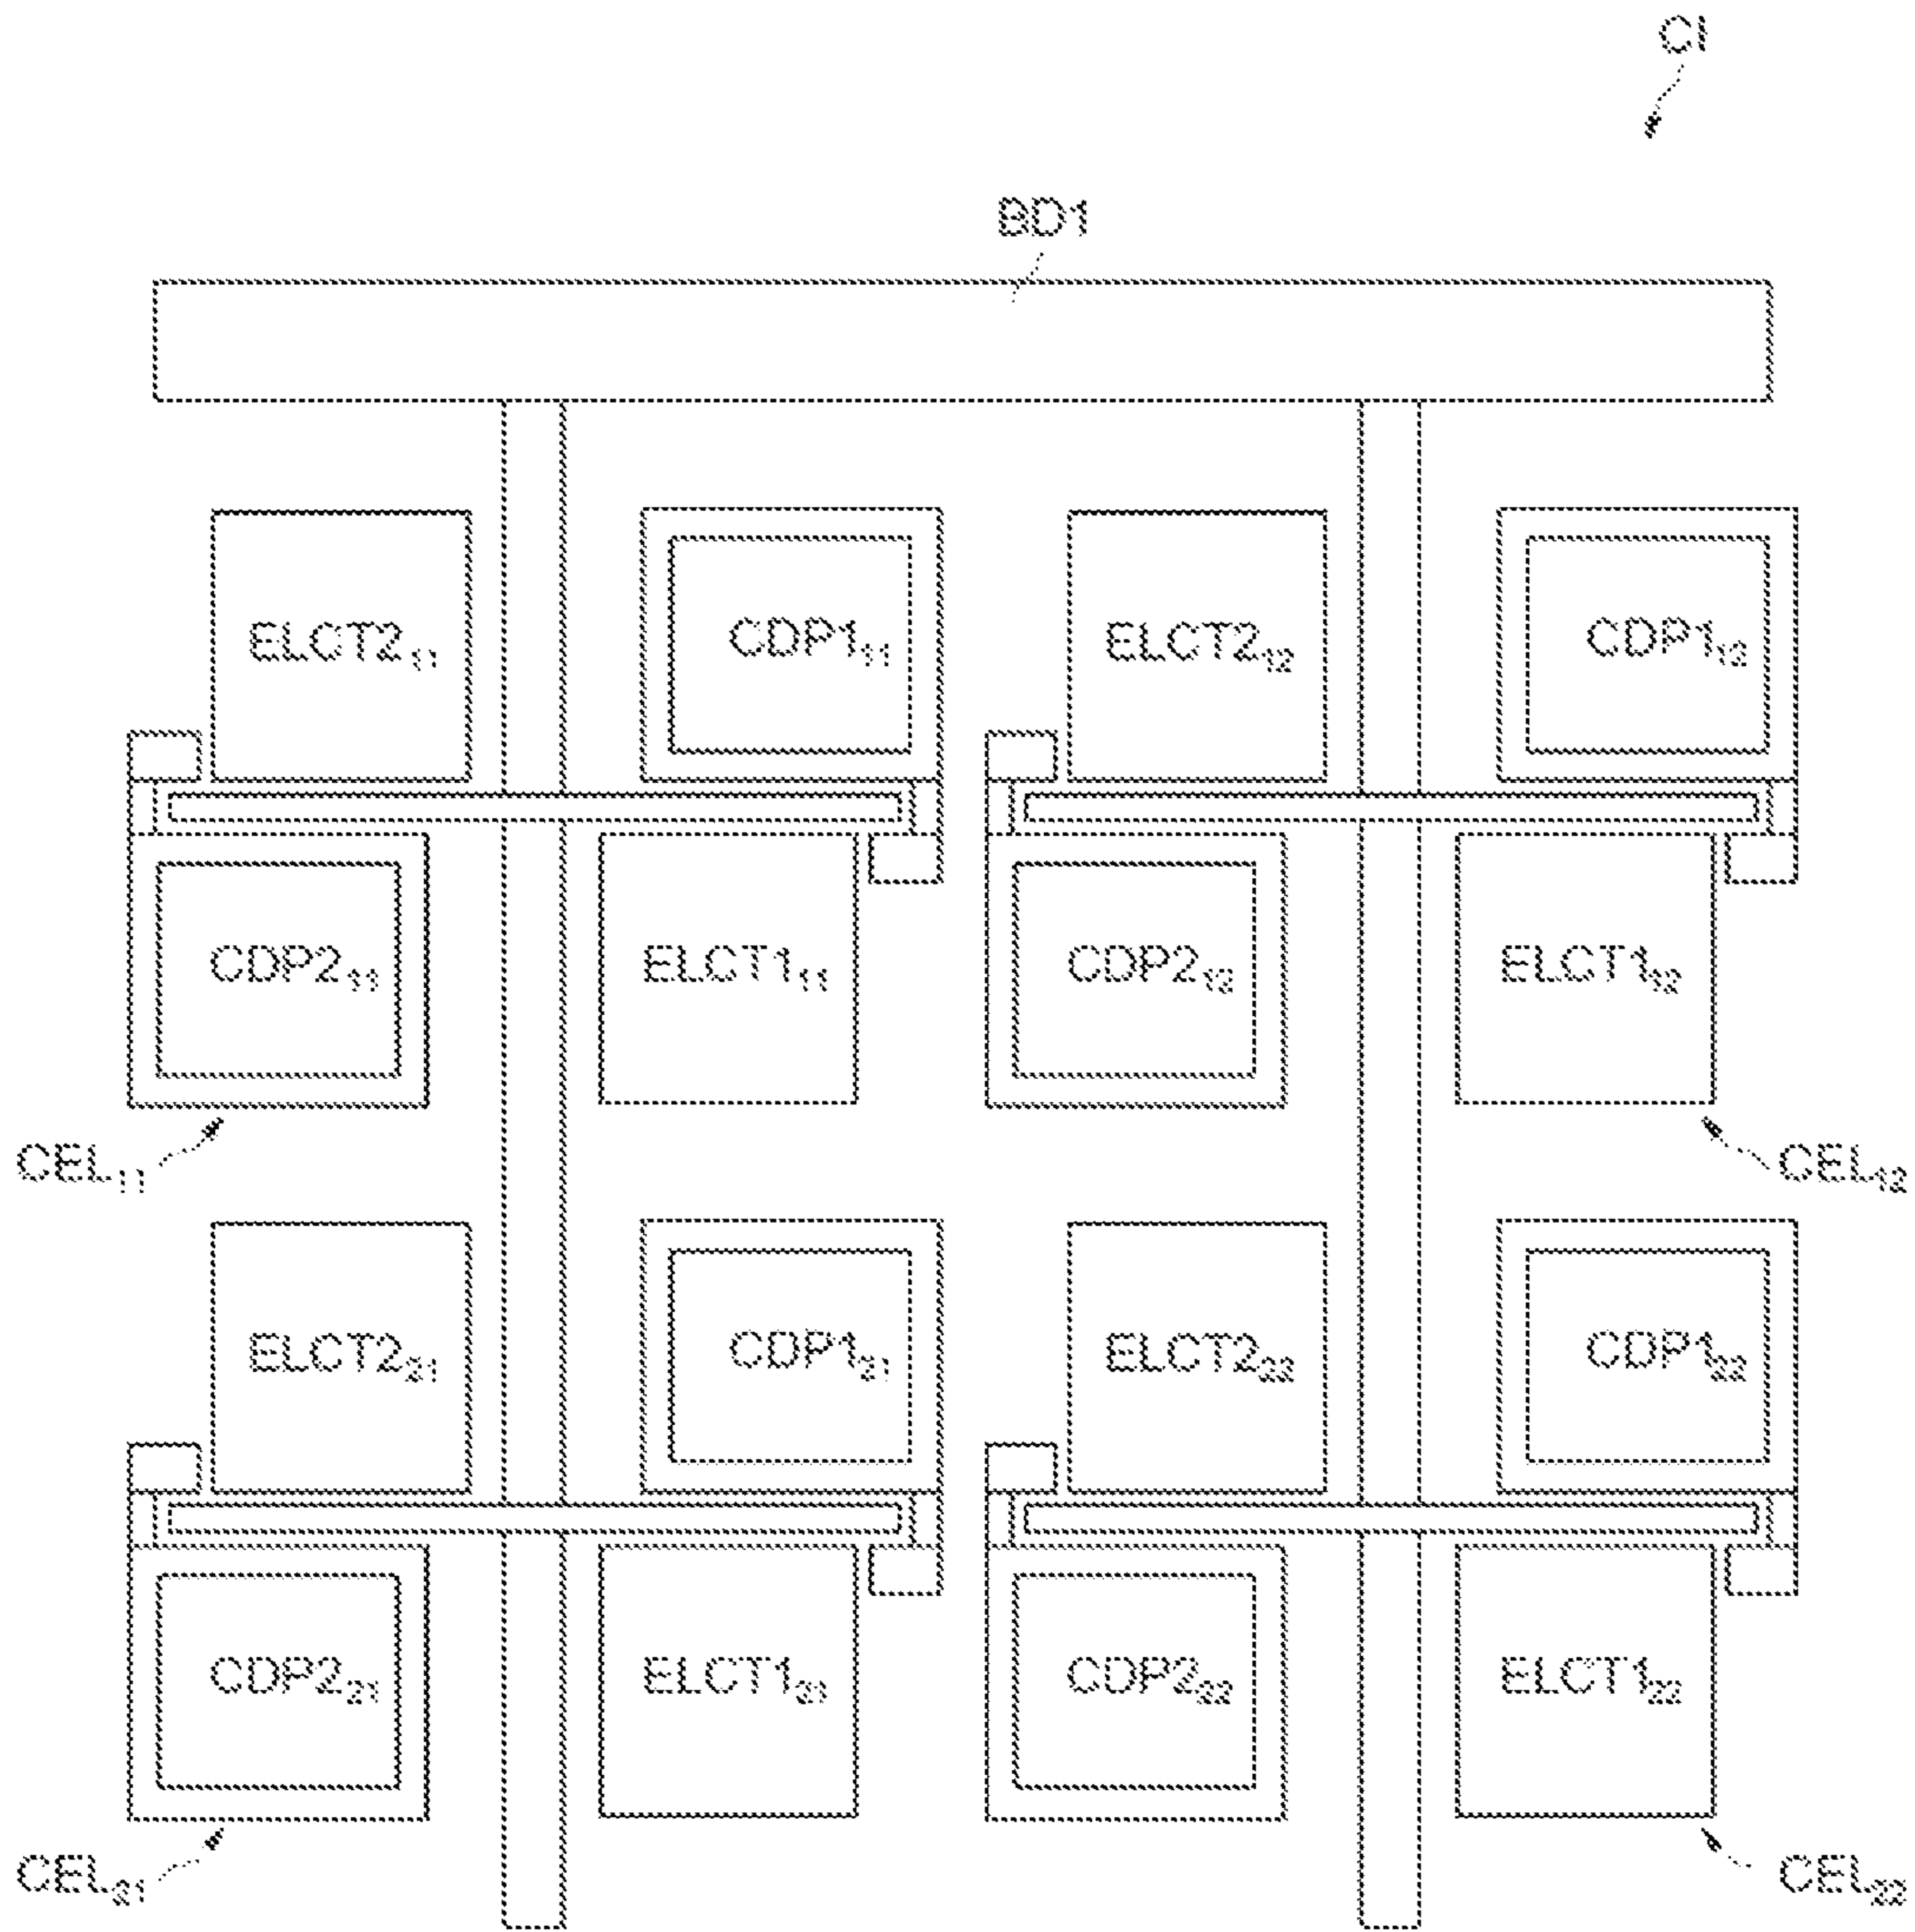 CI
BD1
ELCT2₁₁ CDP1₁₁ ELCT2₁₂ CDP1₁₂
CDP2₁₁ ELCT1₁₁ CDP2₁₂ ELCT1₁₂
CEL₁₁ CEL₁₂
ELCT2₂₁ CDP1₂₁ ELCT2₂₂ CDP1₂₂
CDP2₂₁ ELCT1₂₁ CDP2₂₂ ELCT1₂₂
CEL₂₁ CEL₂₂